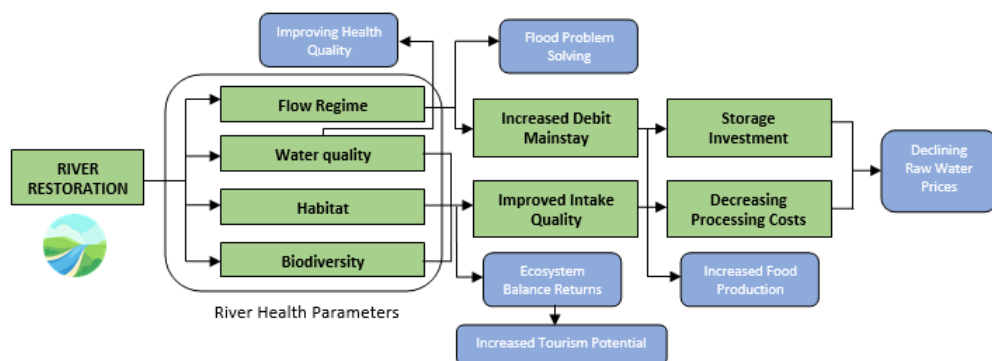 Improving Health
Quality
Flood Problem
Solving
Flow Regime
Increased Debit
Mainstay
Storage
Investment
RIVER
RESTORATION
Water quality
Declining
Raw Water
Prices
Habitat
Improved Intake
Quality
Decreasing
Processing Costs
Biodiversity
Ecosystem
Balance Returns
Increased Food
Production
River Health Parameters
Increased Tourism Potential